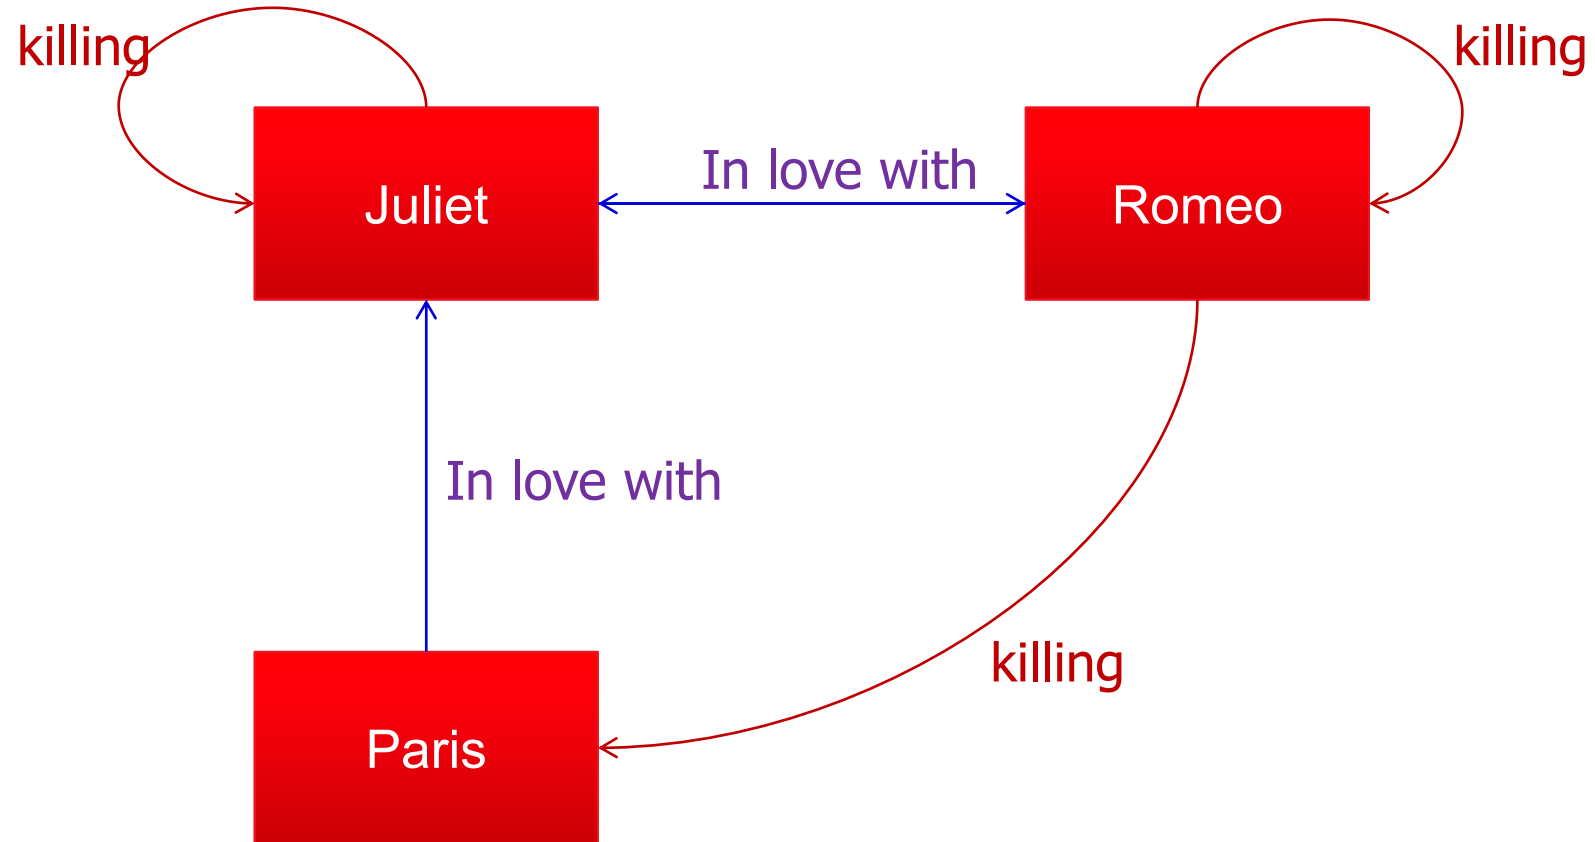 killing
killing
In love with
Juliet
Romeo
In love with
killing
Paris